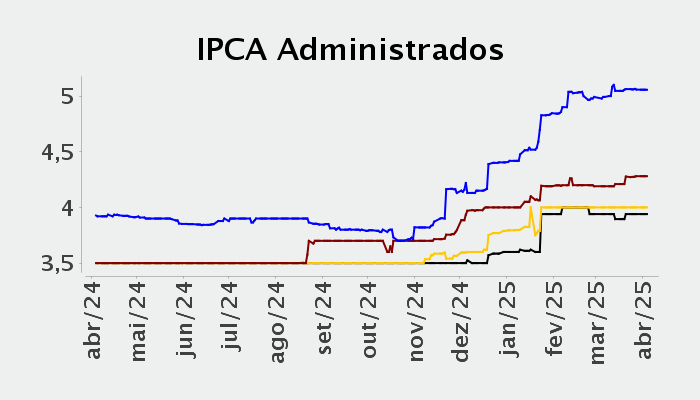 IPCA Administrados
5
4,5
4
3,5
abr/24
mai/24
jun/24
jul/24
ago/24
set/24
out/24
nov/24
dez/24
jan/25
fev/25
mar/25
abr/25